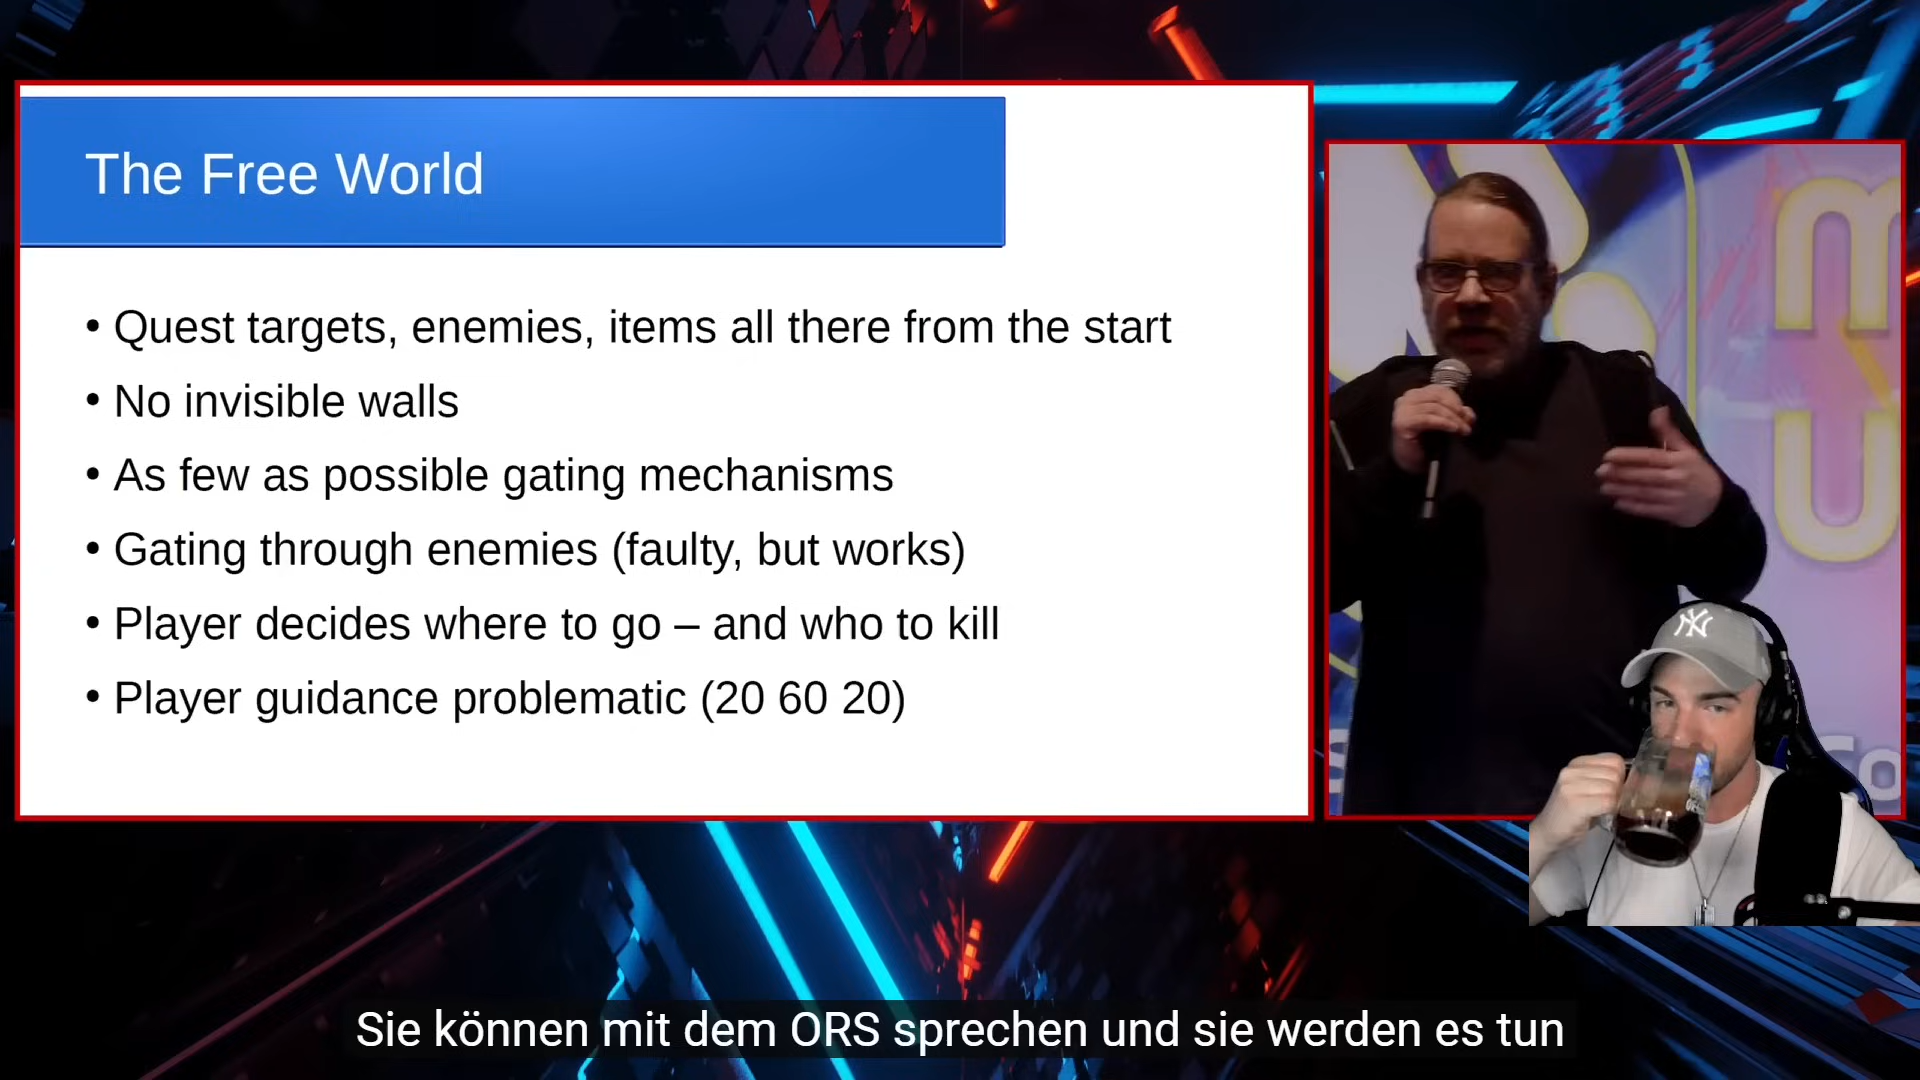 The Free World
• Quest targets, enemies, items all there from the start
• No invisible walls
• As few as possible gating mechanisms
• Gating through enemies (faulty, but works)
• Player decides where to go – and who to kill
• Player guidance problematic (20 60 20)
NY
Sie können mit dem ORS sprechen und sie werden es tun